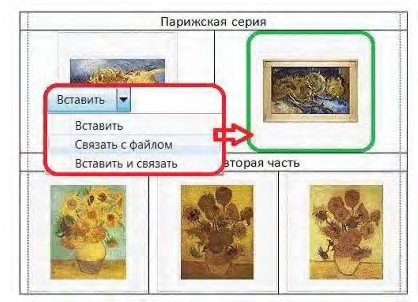 Парижская серия
Вставить
Вставить
Связать с файлом
Вставить и связать
вторая часть